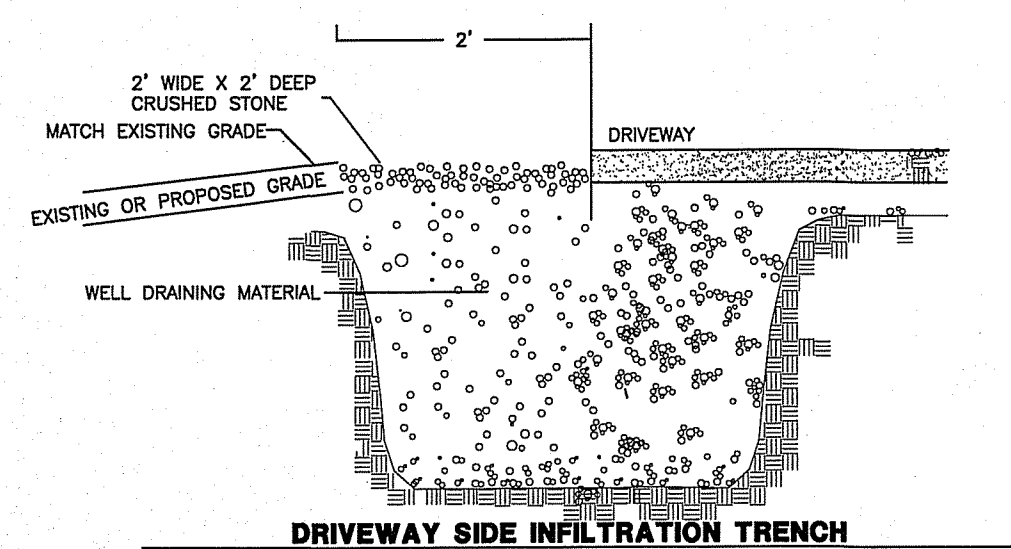 2'
2' WIDE X 2' DEEP
CRUSHED STONE
MATCH EXISTING GRADE
DRIVEWAY
EXISTING OR PROPOSED GRADE
WELL DRAINING MATERIAL
DRIVEWAY SIDE INFILTRATION TRENCH